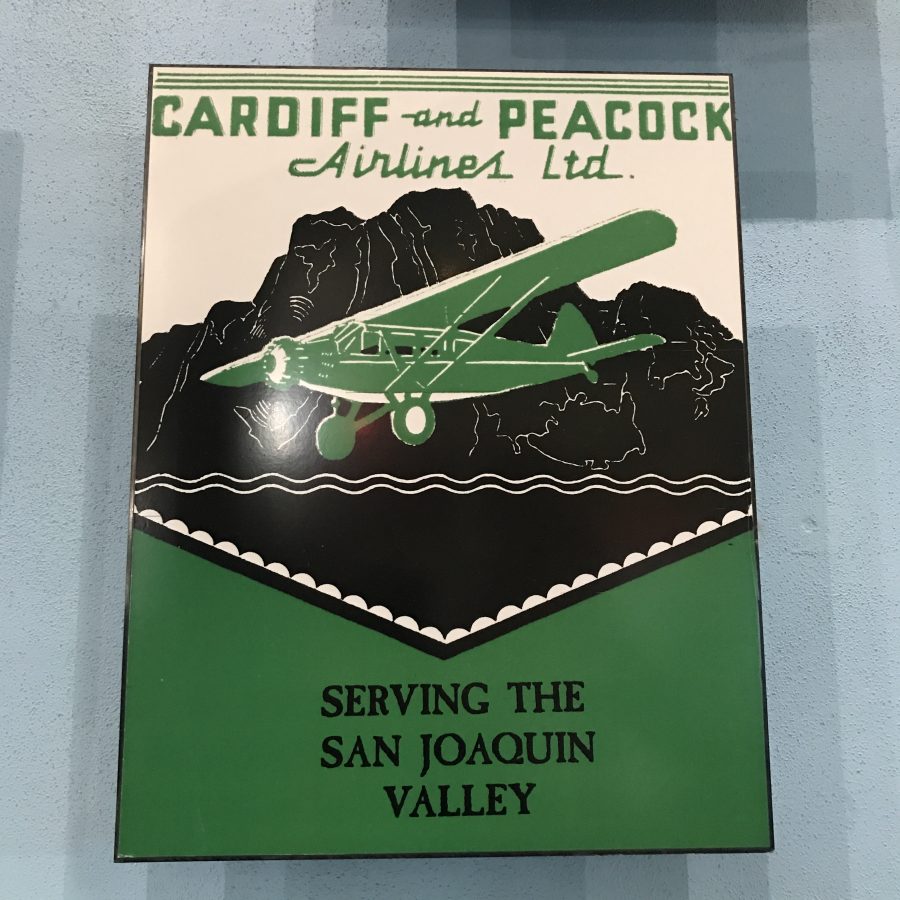 CARDIFF and PEACOCK
Airlines Ltd.
SERVING THE
SAN JOAQUIN
VALLEY